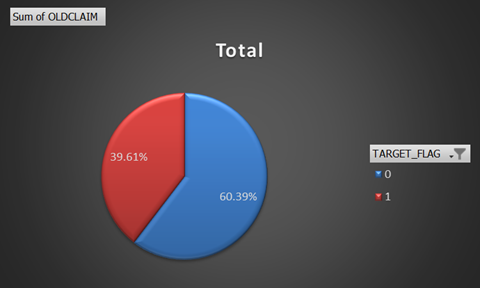 Sum of OLDCLAIM
Total
39.61%
60.39%
TARGET_FLAG
0
1